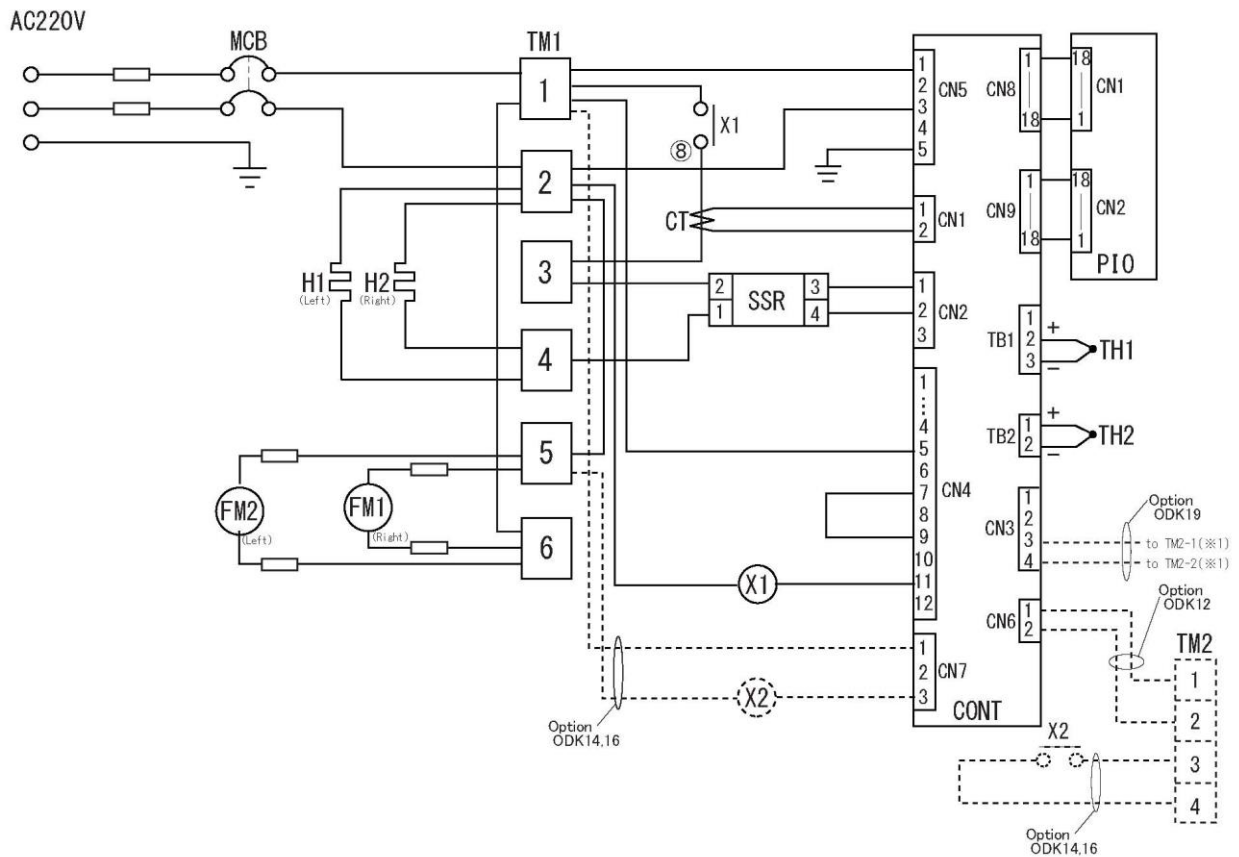 AC220V
MCB
TM1
1
2
3
4
5
6
X1
⑧
CT
H1
(Left)
H2
(Right)
FM2
(Left)
FM1
(Right)
2
1
SSR
3
4
X1
X2
Option
ODK14,16
1
2
3
4
5
CN5
1
2
CN1
1
2
3
CN2
1
4
5
6
7
8
9
10
11
12
CN4
1
2
3
CN7
CONT
CN8
1
18
18
1
CN1
CN9
1
18
18
1
CN2
PIO
TB1
1
2
3
+
−
TH1
TB2
1
2
+
−
TH2
CN3
1
2
3
4
Option
ODK19
to TM2-1(※1)
to TM2-2(※1)
CN6
1
2
Option
ODK12
TM2
1
2
3
4
X2
Option
ODK14,16